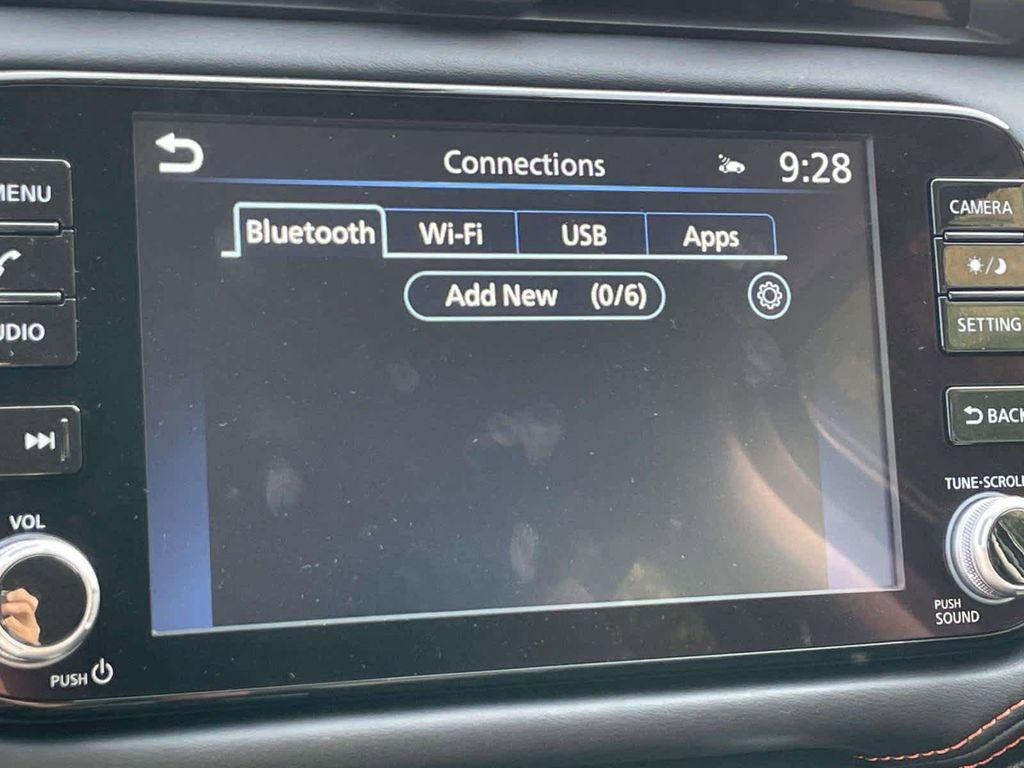 Connections 9:28
Bluetooth Wi-Fi USB Apps
Add New (0/6)
MENU
UDIO
VOL
PUSH
CAMERA
SETTING
BACK
TUNE·SCROLL
PUSH
SOUND